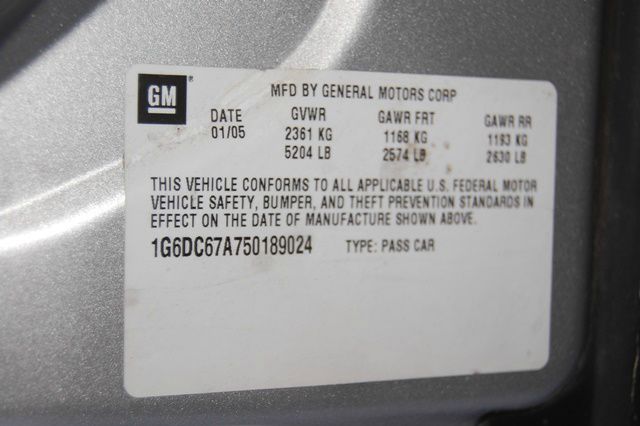 GM® MFD BY GENERAL MOTORS CORP
DATE GVWR GAWR FRT GAWR RR
01/05 2361 KG 1168 KG 1193 KG
5204 LB 2574 LB 2630 LB
THIS VEHICLE CONFORMS TO ALL APPLICABLE U.S. FEDERAL MOTOR
VEHICLE SAFETY, BUMPER, AND THEFT PREVENTION STANDARDS IN
EFFECT ON THE DATE OF MANUFACTURE SHOWN ABOVE.
1G6DC67A750189024 TYPE: PASS CAR